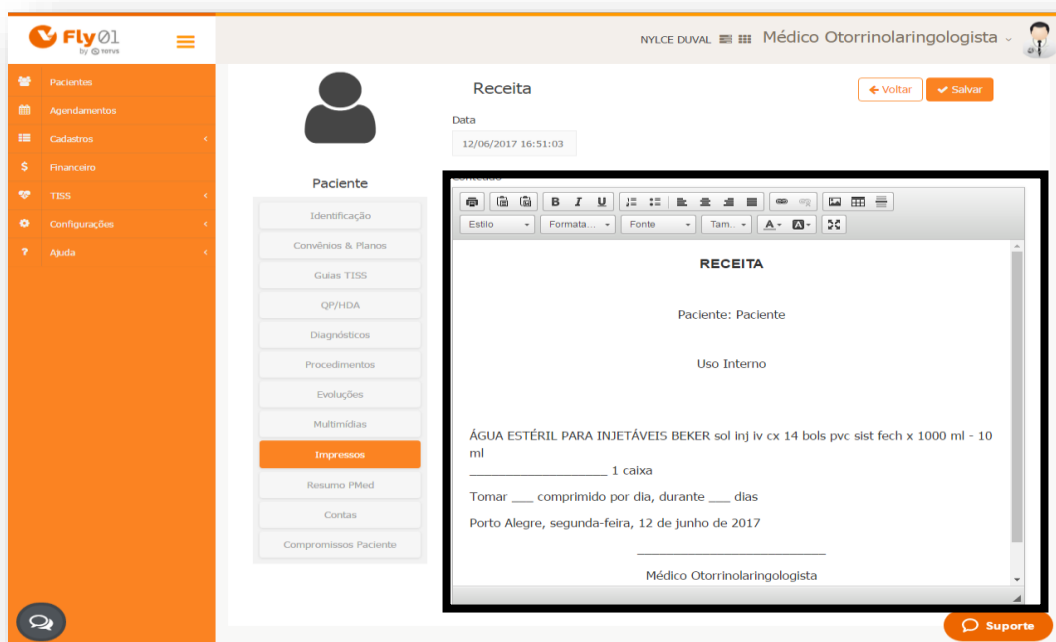 Fly01
by TOTVS
NYLCE DUVAL Médico Otorrinolaringologista
Pacientes
Agendamentos
Cadastros
Financeiro
TISS
Configurações
Ajuda
Paciente
Identificação
Convênios & Planos
Guias TISS
QP/HDA
Diagnósticos
Procedimentos
Evoluções
Multimídias
Impressos
Resumo PMed
Contas
Compromissos Paciente
Receita
Voltar
Salvar
Data
12/06/2017 16:51:03
Conteúdo
B I U
Estilo Formata... Fonte Tam... A A
RECEITA
Paciente: Paciente
Uso Interno
ÁGUA ESTÉRIL PARA INJETÁVEIS BEKER sol inj iv cx 14 bols pvc sist fech x 1000 ml - 10
ml
____________________ 1 caixa
Tomar ___ comprimido por dia, durante ___ dias
Porto Alegre, segunda-feira, 12 de junho de 2017
___________________________
Médico Otorrinolaringologista
Suporte